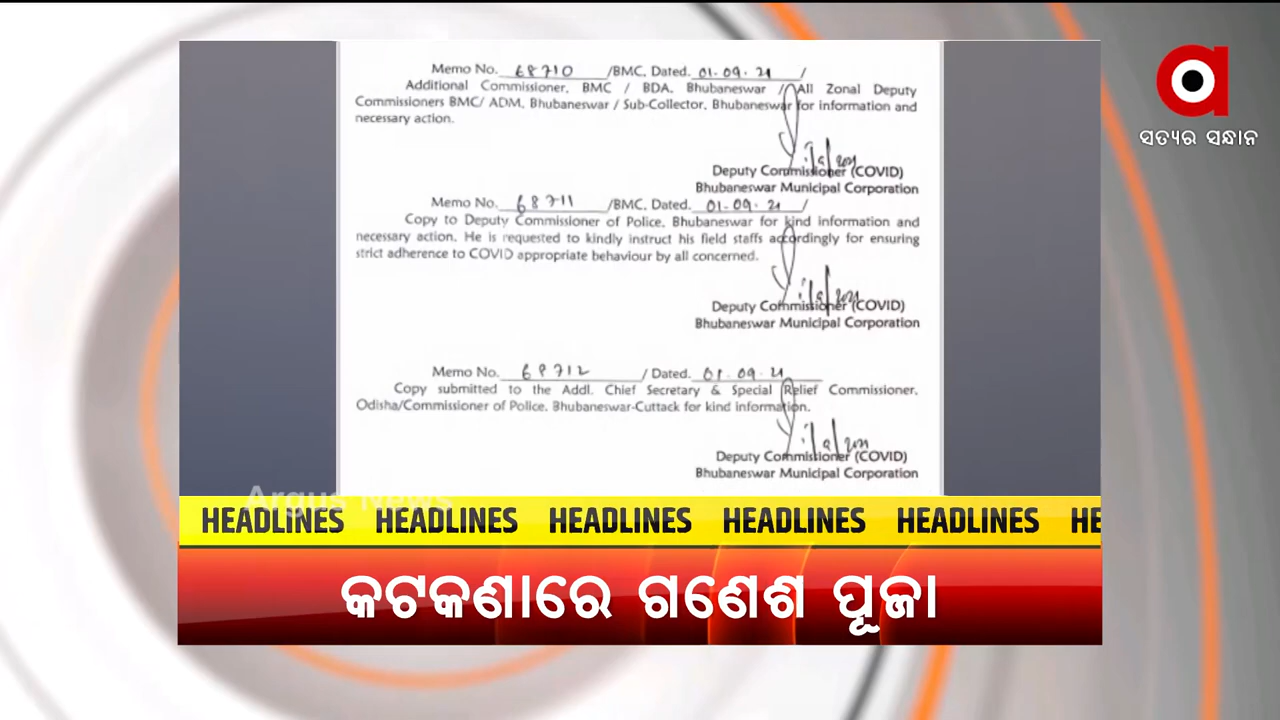 Memo No. 68710 /BMC, Dated. 01-09-21 /
Additional Commissioner, BMC / BDA, Bhubaneswar / All Zonal Deputy
Commissioners BMC/ ADM, Bhubaneswar / Sub-Collector, Bhubaneswar for information and
necessary action.
Deputy Commissioner (COVID)
Bhubaneswar Municipal Corporation
Memo No. 68711 /BMC, Dated. 01-09-21 /
Copy to Deputy Commissioner of Police, Bhubaneswar for kind information and
necessary action. He is requested to kindly instruct his field staffs accordingly for ensuring
strict adherence to COVID appropriate behaviour by all concerned.
Deputy Commissioner (COVID)
Bhubaneswar Municipal Corporation
Memo No. 68712 / Dated. 01-09-21
Copy submitted to the Addl. Chief Secretary & Special Relief Commissioner,
Odisha/Commissioner of Police, Bhubaneswar-Cuttack for kind information.
Deputy Commissioner (COVID)
Bhubaneswar Municipal Corporation
ସତ୍ୟର ସନ୍ଧାନ
Argus News
HEADLINES HEADLINES HEADLINES HEADLINES HEADLINES HE
କଟକଣାରେ ଗଣେଶ ପୂଜା